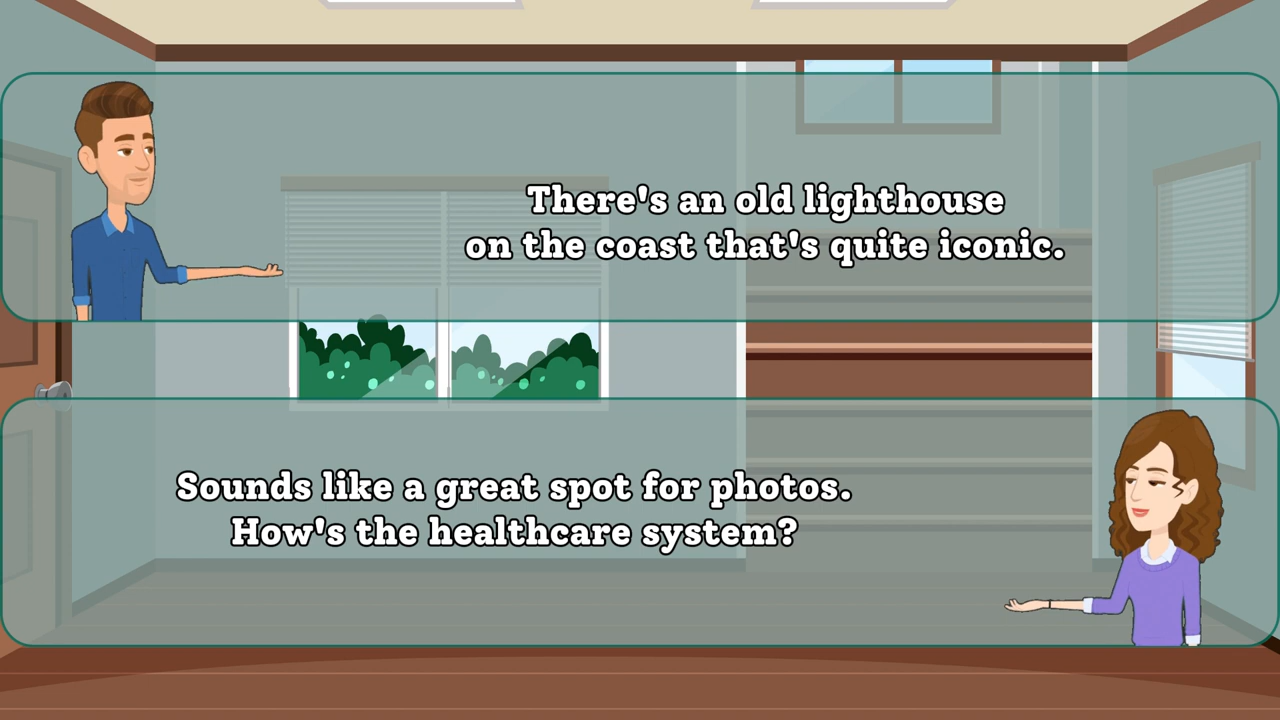 There's an old lighthouse
on the coast that's quite iconic.
Sounds like a great spot for photos.
How's the healthcare system?